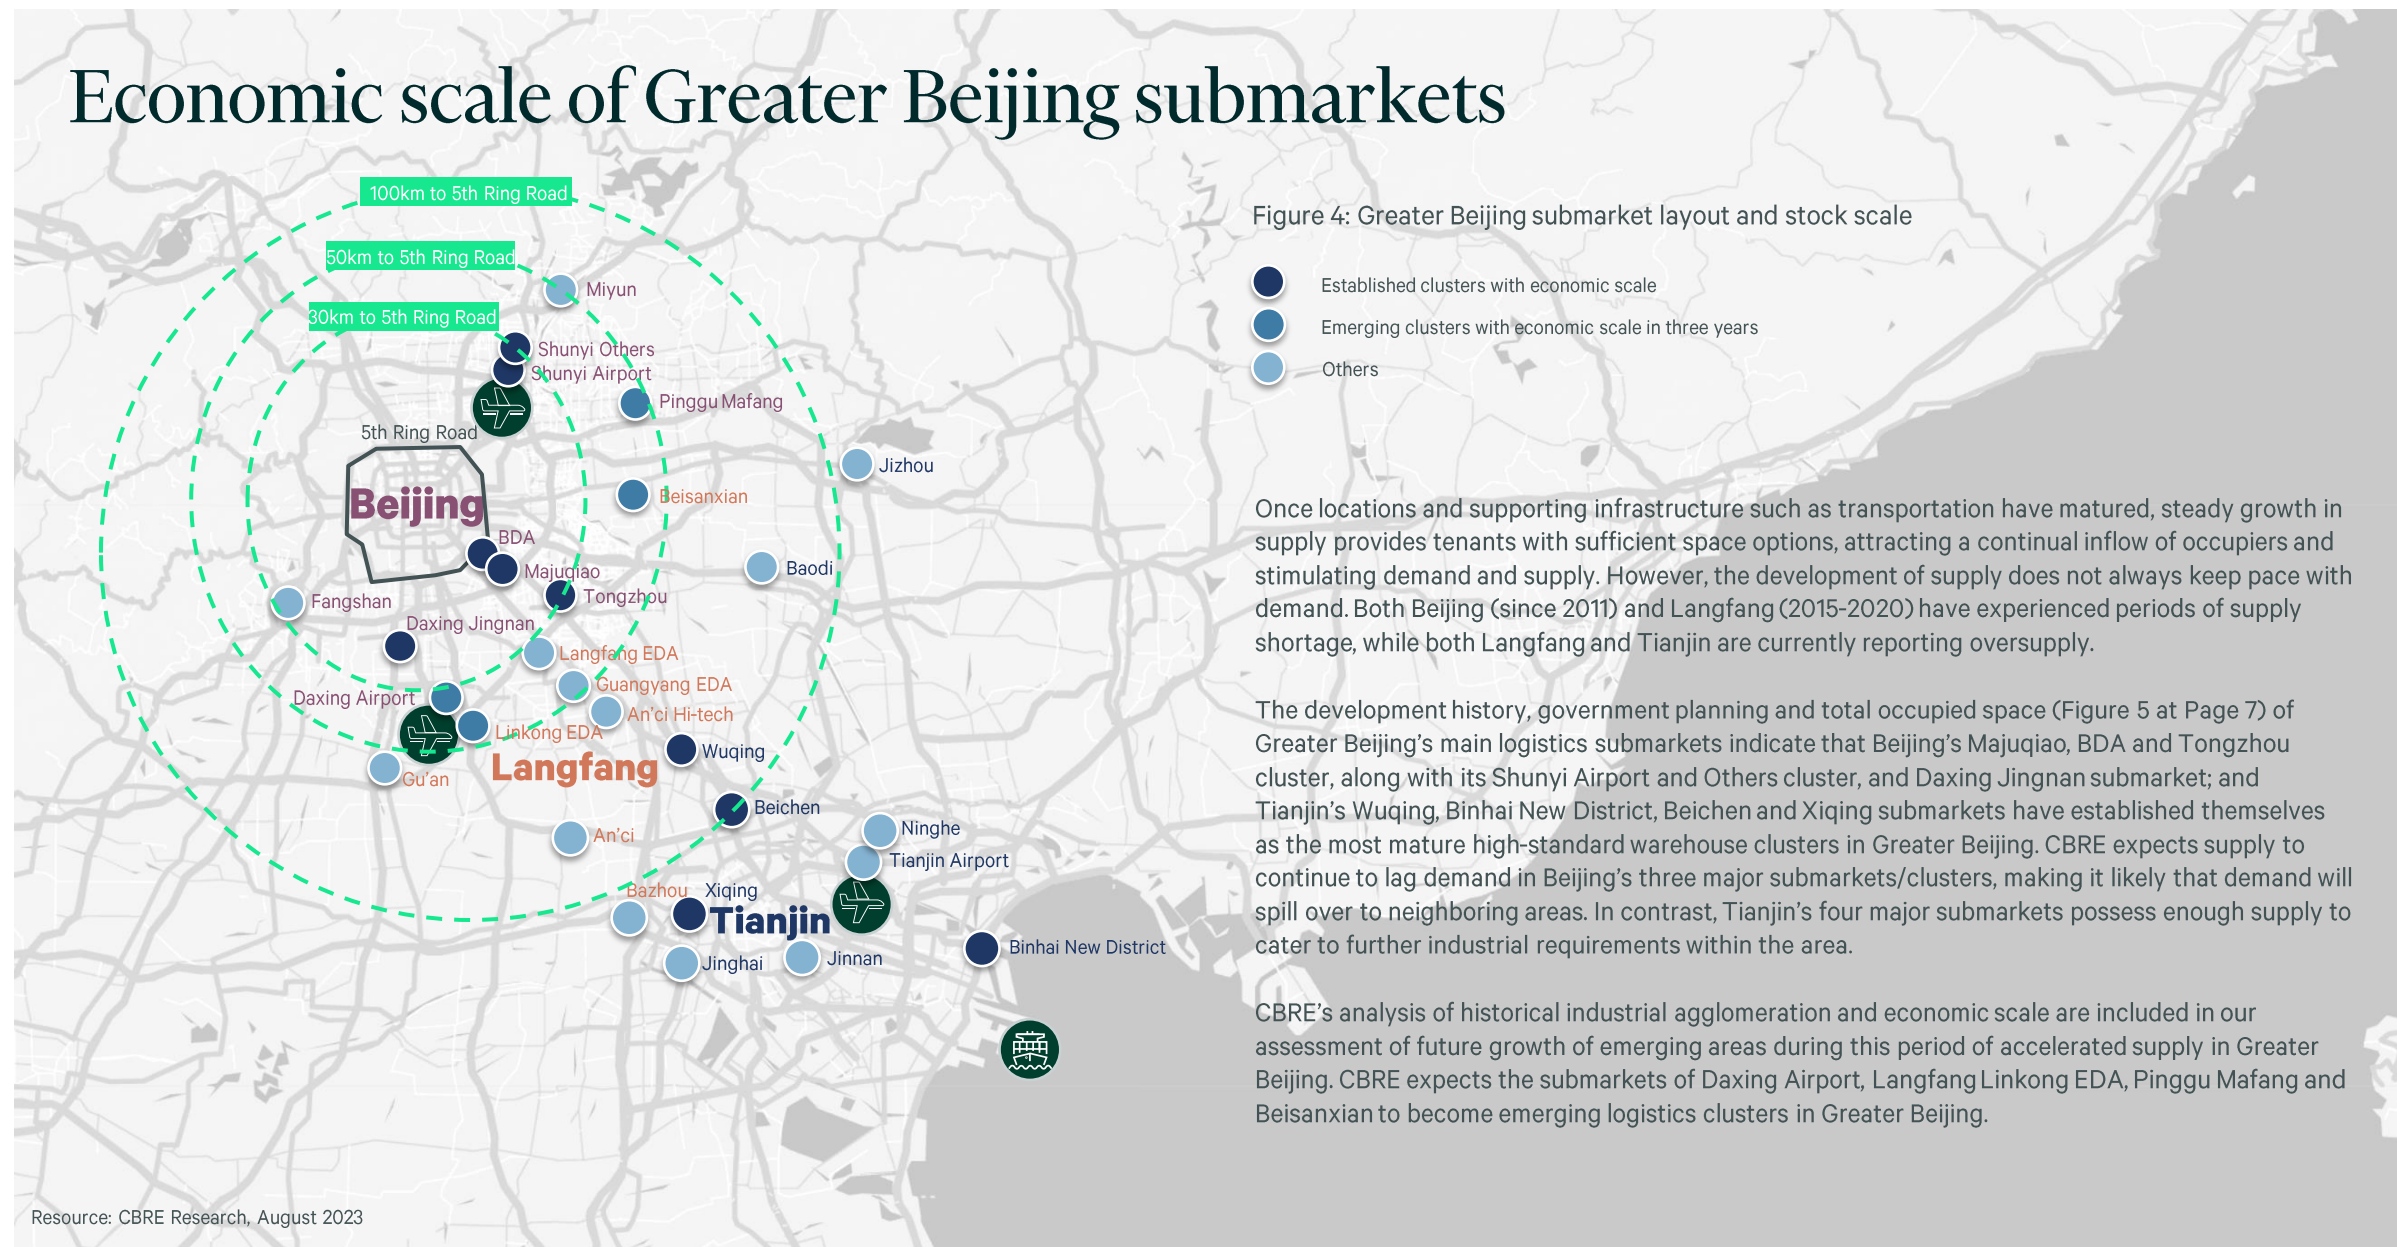 Economic scale of Greater Beijing submarkets
100km to 5th Ring Road
50km to 5th Ring Road
30km to 5th Ring Road
Miyun
Shunyi Others
Shunyi Airport
Pinggu Mafang
5th Ring Road
Jizhou
Beijing
Beisanxian
BDA
Majuqiao
Baodi
Tongzhou
Fangshan
Daxing Jingnan
Langfang EDA
Guangyang EDA
Daxing Airport
An'ci Hi-tech
Linkong EDA
Wuqing
Langfang
Gu'an
Beichen
An'ci
Ninghe
Tianjin Airport
Bazhou
Xiqing
Tianjin
Binhai New District
Jinghai
Jinnan
Figure 4: Greater Beijing submarket layout and stock scale
Established clusters with economic scale
Emerging clusters with economic scale in three years
Others
Once locations and supporting infrastructure such as transportation have matured, steady growth in
supply provides tenants with sufficient space options, attracting a continual inflow of occupiers and
stimulating demand and supply. However, the development of supply does not always keep pace with
demand. Both Beijing (since 2011) and Langfang (2015-2020) have experienced periods of supply
shortage, while both Langfang and Tianjin are currently reporting oversupply.
The development history, government planning and total occupied space (Figure 5 at Page 7) of
Greater Beijing's main logistics submarkets indicate that Beijing's Majuqiao, BDA and Tongzhou
cluster, along with its Shunyi Airport and Others cluster, and Daxing Jingnan submarket; and
Tianjin's Wuqing, Binhai New District, Beichen and Xiqing submarkets have established themselves
as the most mature high-standard warehouse clusters in Greater Beijing. CBRE expects supply to
continue to lag demand in Beijing's three major submarkets/clusters, making it likely that demand will
spill over to neighboring areas. In contrast, Tianjin's four major submarkets possess enough supply to
cater to further industrial requirements within the area.
CBRE's analysis of historical industrial agglomeration and economic scale are included in our
assessment of future growth of emerging areas during this period of accelerated supply in Greater
Beijing. CBRE expects the submarkets of Daxing Airport, Langfang Linkong EDA, Pinggu Mafang and
Beisanxian to become emerging logistics clusters in Greater Beijing.
Resource: CBRE Research, August 2023